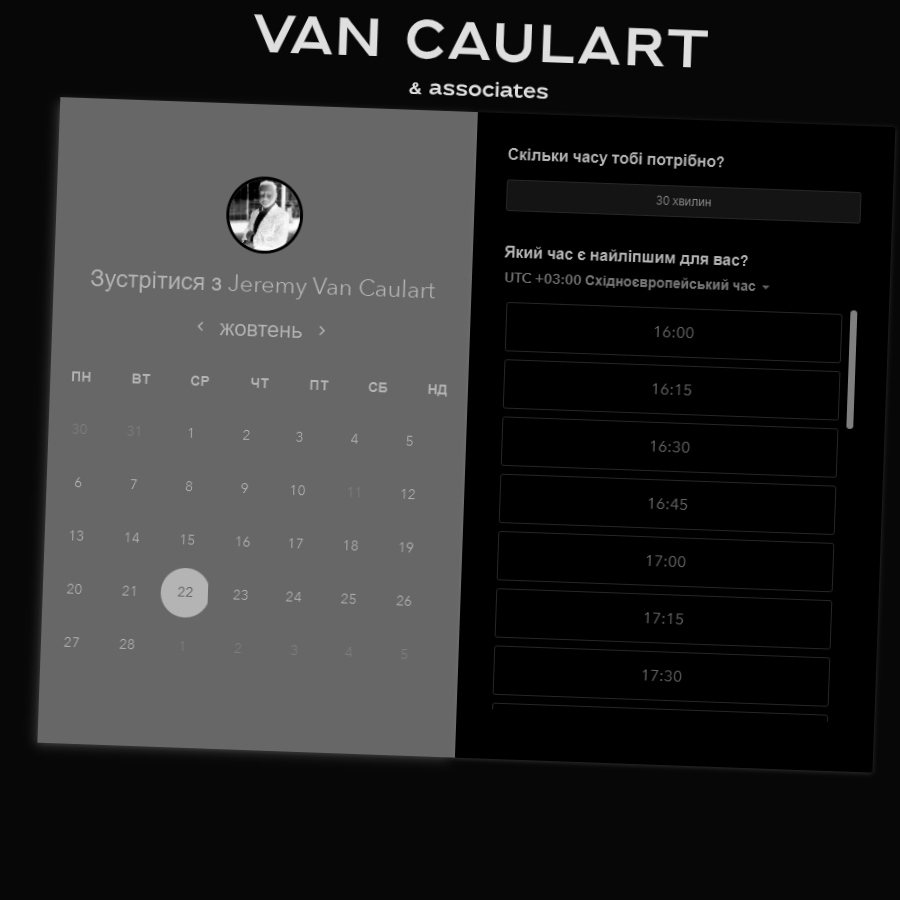 VAN CAULART
& associates
Зустрітися з Jeremy Van Caulart
жовтень
ПН ВТ СР ЧТ ПТ СБ НД
30 31 1 2 3 4 5
6 7 8 9 10 11 12
13 14 15 16 17 18 19
20 21 22 23 24 25 26
27 28 1 2 3 4 5
Скільки часу тобі потрібно?
30 хвилин
Який час є найліпшим для вас?
UTC +03:00 Східноєвропейський час
16:00
16:15
16:30
16:45
17:00
17:15
17:30